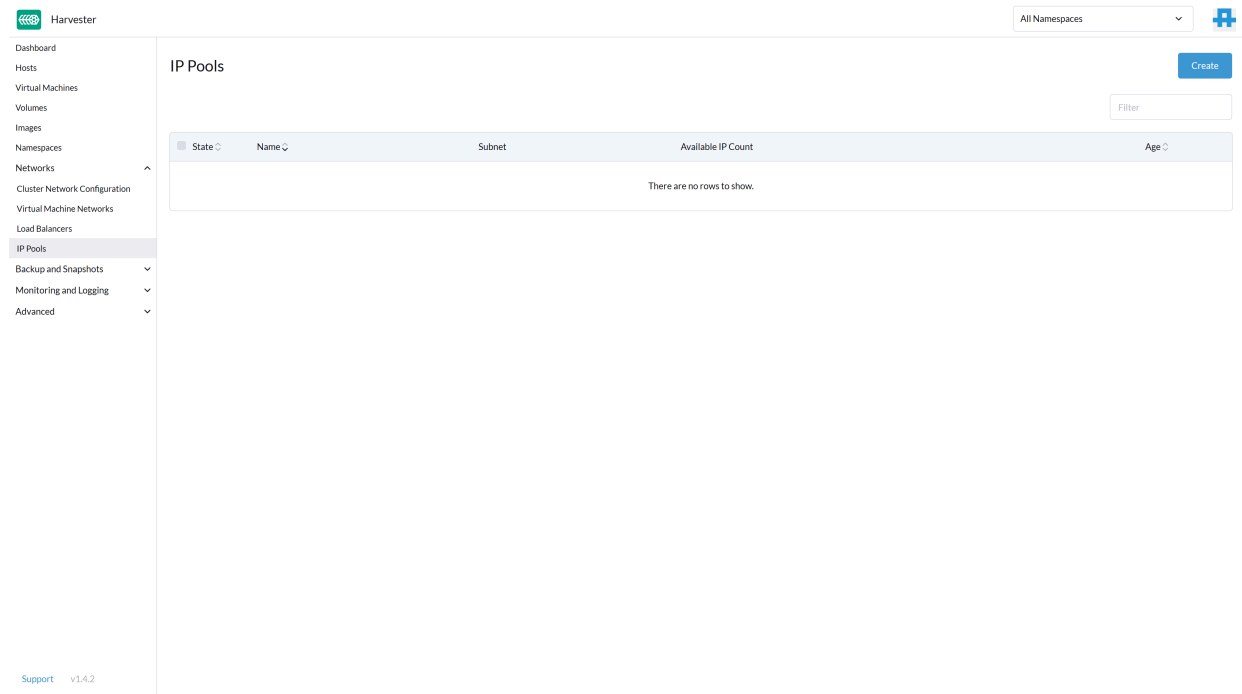 Harvester
All Namespaces
Dashboard
Hosts
Virtual Machines
Volumes
Images
Namespaces
Networks
Cluster Network Configuration
Virtual Machine Networks
Load Balancers
IP Pools
Backup and Snapshots
Monitoring and Logging
Advanced
Support v1.4.2
IP Pools
Create
Filter
State Name Subnet Available IP Count Age
There are no rows to show.